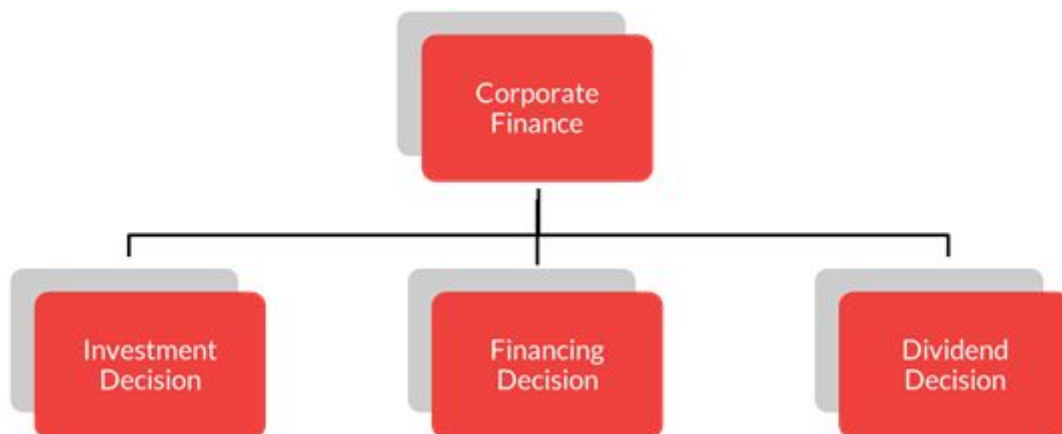 Corporate
Finance
Investment
Decision
Financing
Decision
Dividend
Decision